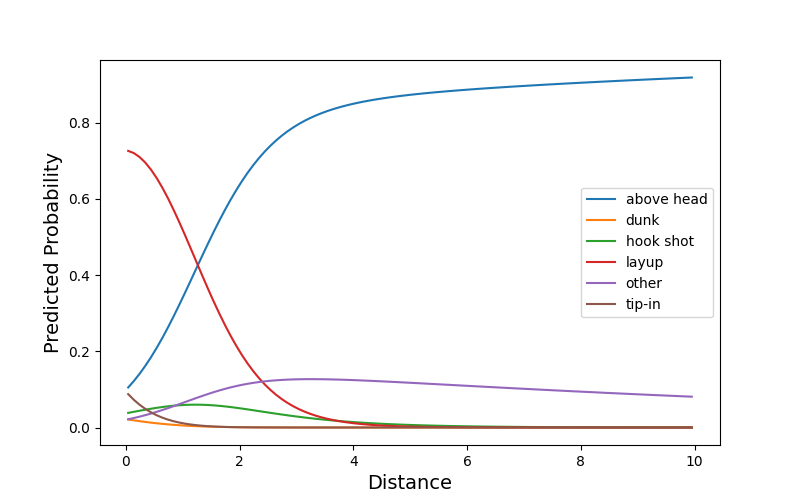 Predicted Probability
0.8
0.6
0.4
0.2
0.0
above head
dunk
hook shot
layup
other
tip-in
0 2 4 6 8 10
Distance